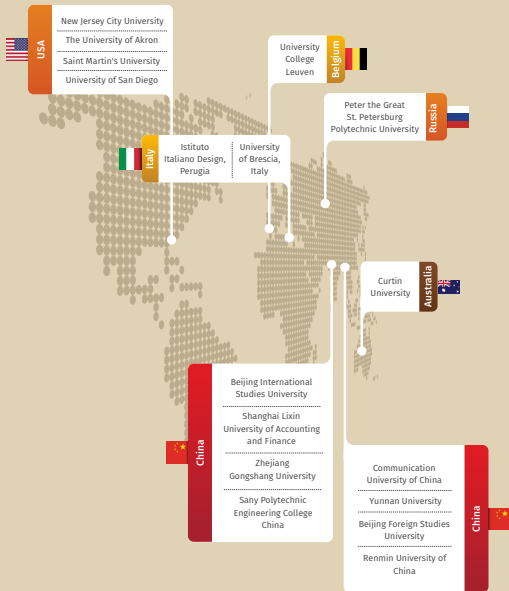 USA
New Jersey City University
The University of Akron
Saint Martin's University
University of San Diego
University
College
Leuven
Belgium
Peter the Great
St. Petersburg
Polytechnic University
Russia
Italy
Istituto
Italiano Design,
Perugia
University
of Brescia,
Italy
Curtin
University
Australia
China
Beijing International
Studies University
Shanghai Lixin
University of Accounting
and Finance
Zhejiang
Gongshang University
Sany Polytechnic
Engineering College
China
Communication
University of China
Yunnan University
Beijing Foreign Studies
University
Renmin University of
China
China